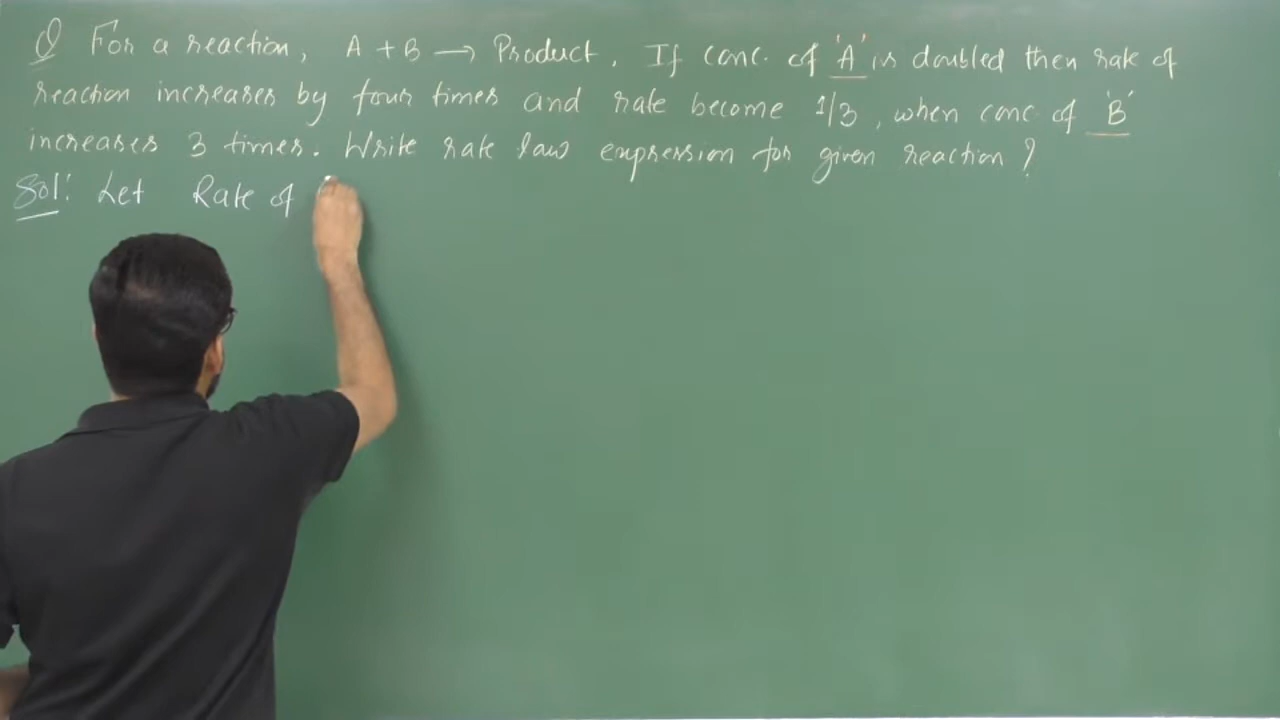 Q For a reaction, A + B → Product. If conc. of 'A' is doubled then rate of
reaction increases by four times and rate become 1/3, when conc of 'B'
increases 3 times. Write rate law expression for given reaction?
Sol: Let Rate of